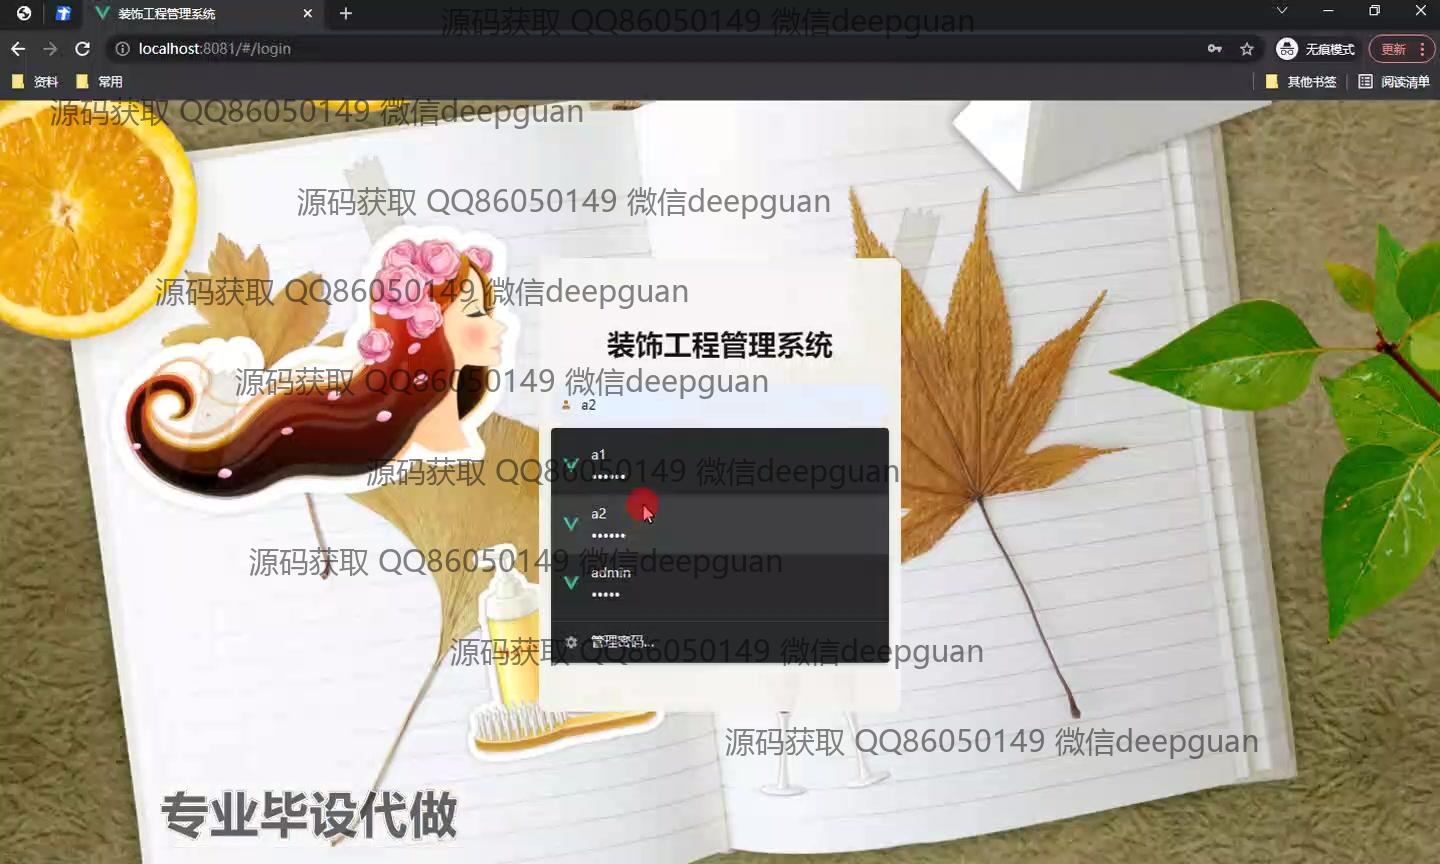 装饰工程管理系统
源码获取 QQ86050149 微信deepguan
localhost:8081/#/login
无痕模式
更新
资料
常用
其他书签
阅读清单
源码获取 QQ86050149 微信deepguan
源码获取 QQ86050149 微信deepguan
源码获取 QQ86050149 微信deepguan
装饰工程管理系统
源码获取 QQ86050149 微信deepguan
a2
a1
••••••
源码获取 QQ86050149 微信deepguan
a2
••••••
源码获取 QQ86050149 微信deepguan
admin
•••••
管理密码...
源码获取 QQ86050149 微信deepguan
源码获取 QQ86050149 微信deepguan
专业毕设代做